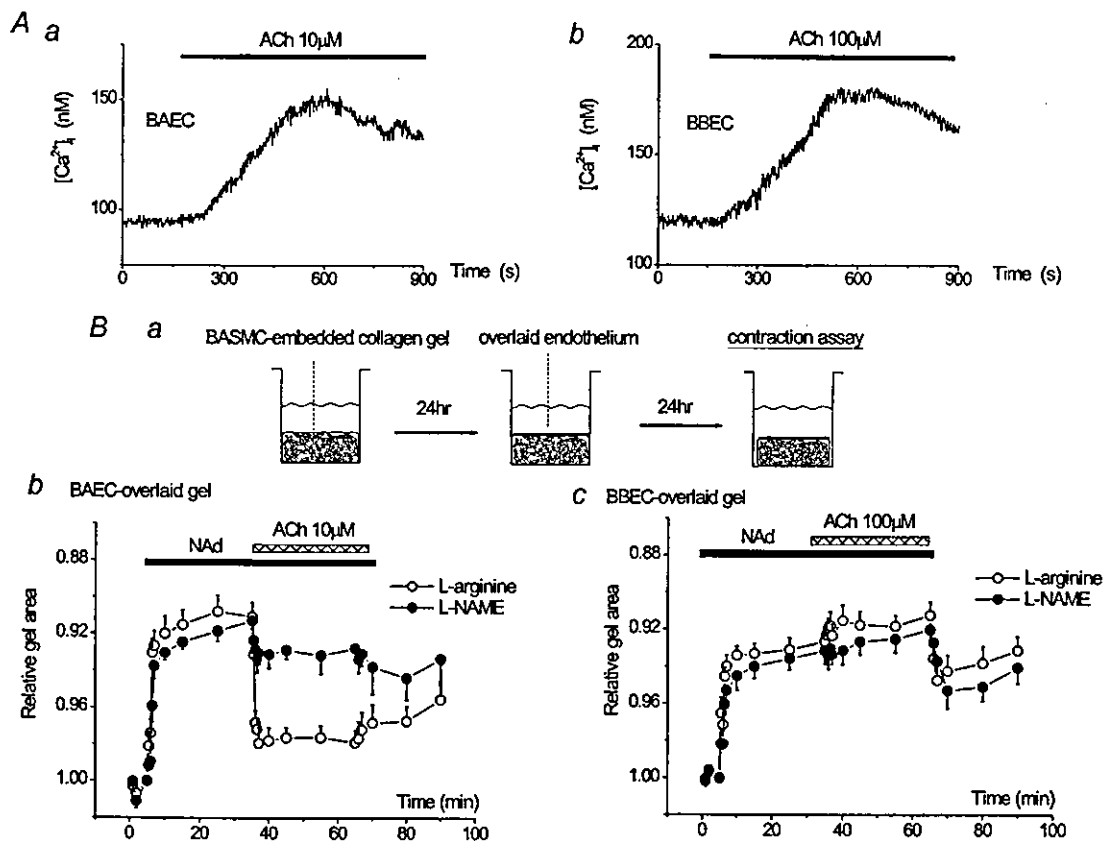 A
a
ACh 10µM
BAEC
[Ca²⁺]i (nM)
150
100
0 300 600 900
Time (s)
b
ACh 100µM
BBEC
[Ca²⁺]i (nM)
200
150
100
0 300 600 900
Time (s)
B
a
BASMC-embedded collagen gel
overlaid endothelium
contraction assay
24hr
24hr
b BAEC-overlaid gel
ACh 10µM
NAd
L-arginine
L-NAME
Relative gel area
0.88
0.92
0.96
1.00
Time (min)
0 20 40 60 80 100
c BBEC-overlaid gel
ACh 100µM
NAd
L-arginine
L-NAME
Relative gel area
0.88
0.92
0.96
1.00
Time (min)
0 20 40 60 80 100